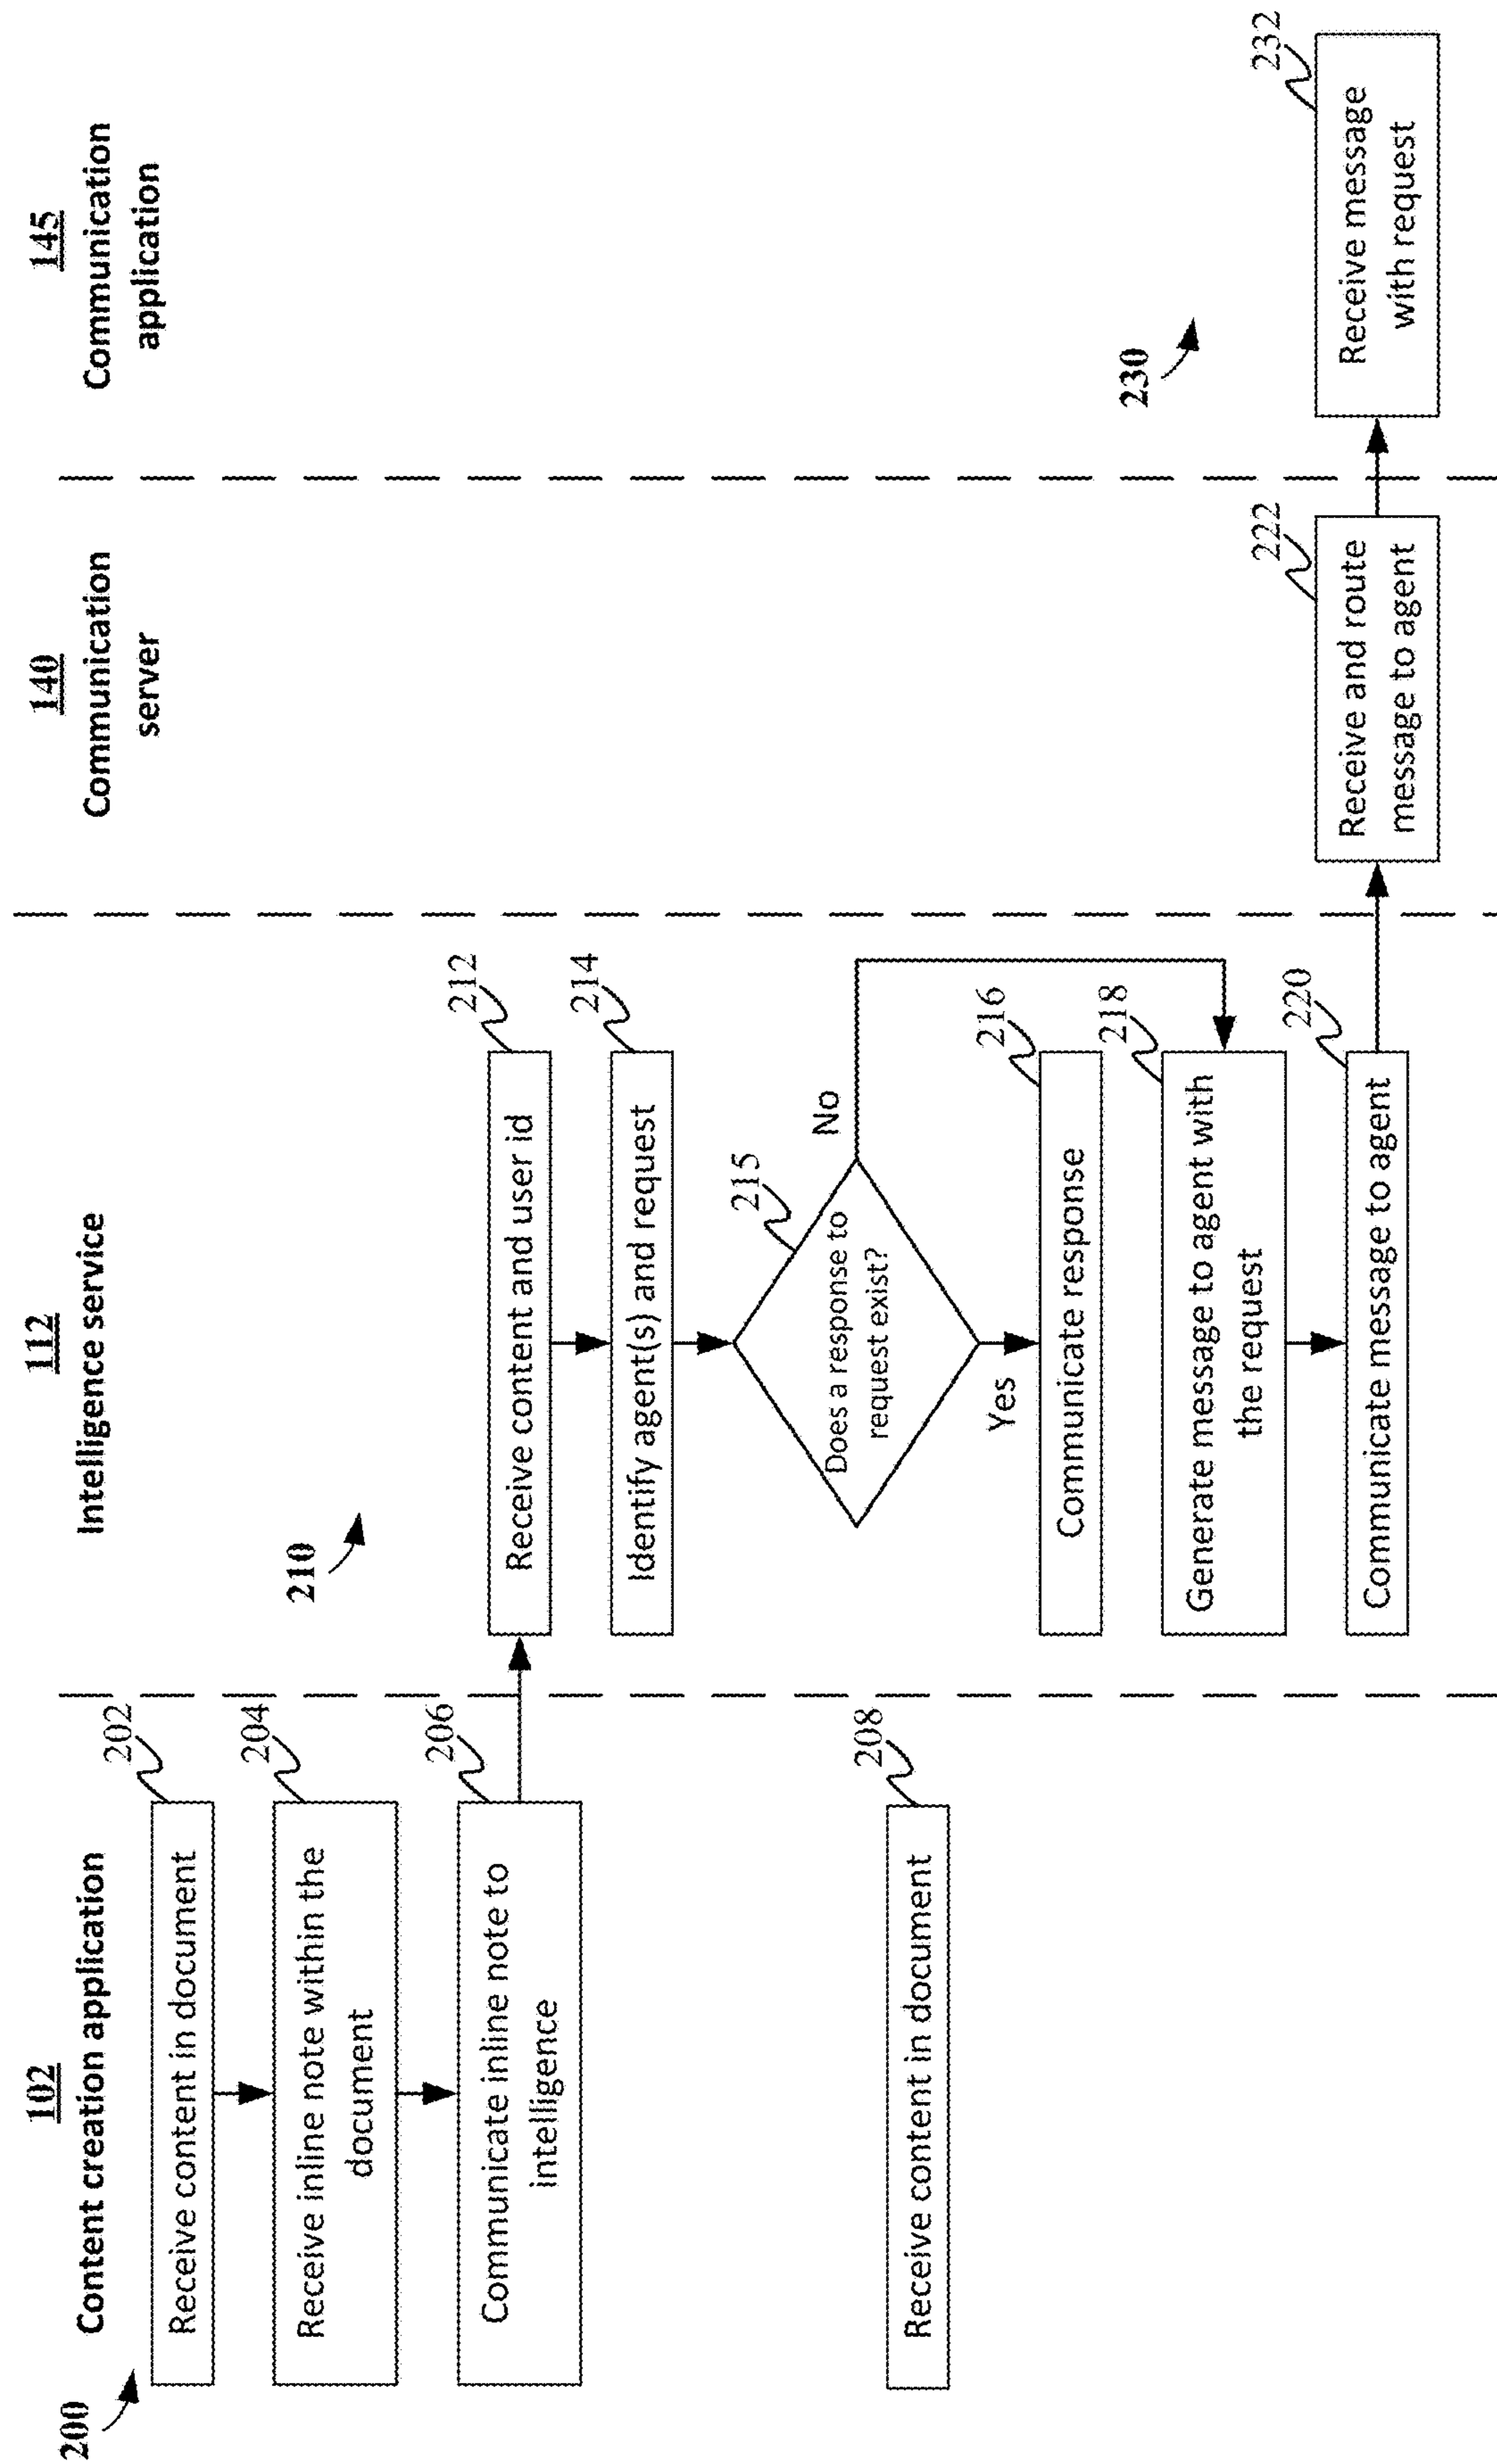 102
Content creation application
112
Intelligence service
140
Communication
server
145
Communication
application
200
202
Receive content in document
204
Receive inline note within the
document
206
Communicate inline note to
intelligence
208
Receive content in document
210
212
Receive content and user id
214
Identify agent(s) and request
215
Does a response to
request exist?
No
Yes
216
Communicate response
218
Generate message to agent with
the request
220
Communicate message to agent
222
Receive and route
message to agent
230
232
Receive message
with request